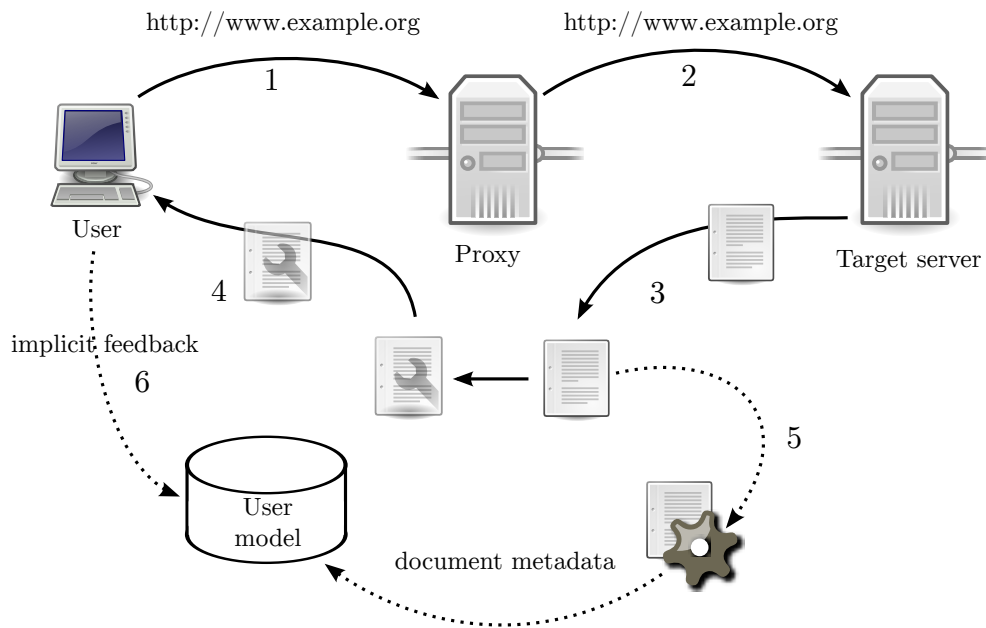 http://www.example.org
http://www.example.org
1
2
User
Proxy
Target server
3
4
implicit feedback
6
5
User
model
document metadata